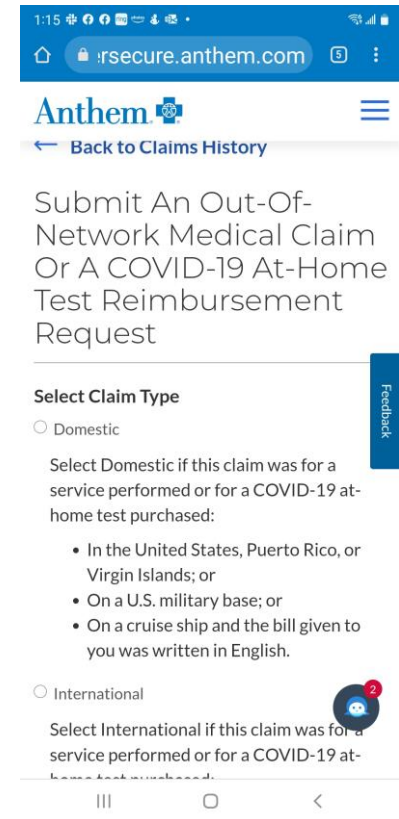 1:15
:rsecure.anthem.com 5
Anthem
Back to Claims History
Submit An Out-Of-
Network Medical Claim
Or A COVID-19 At-Home
Test Reimbursement
Request
Feedback
Select Claim Type
Domestic
Select Domestic if this claim was for a
service performed or for a COVID-19 at-
home test purchased:
• In the United States, Puerto Rico, or
Virgin Islands; or
• On a U.S. military base; or
• On a cruise ship and the bill given to
you was written in English.
2
International
Select International if this claim was for a
service performed or for a COVID-19 at-
home test purchased: